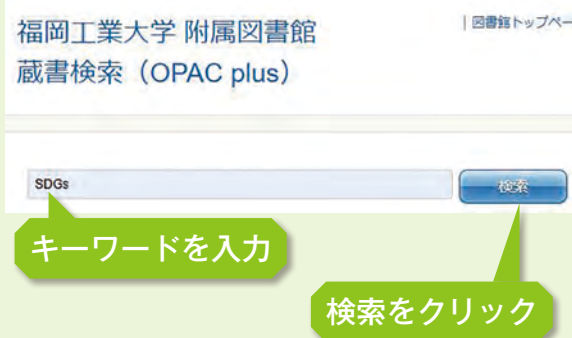 福岡工業大学 附属図書館
蔵書検索（OPAC plus）
| 図書館トップペー
SDGs
検索
キーワードを入力
検索をクリック